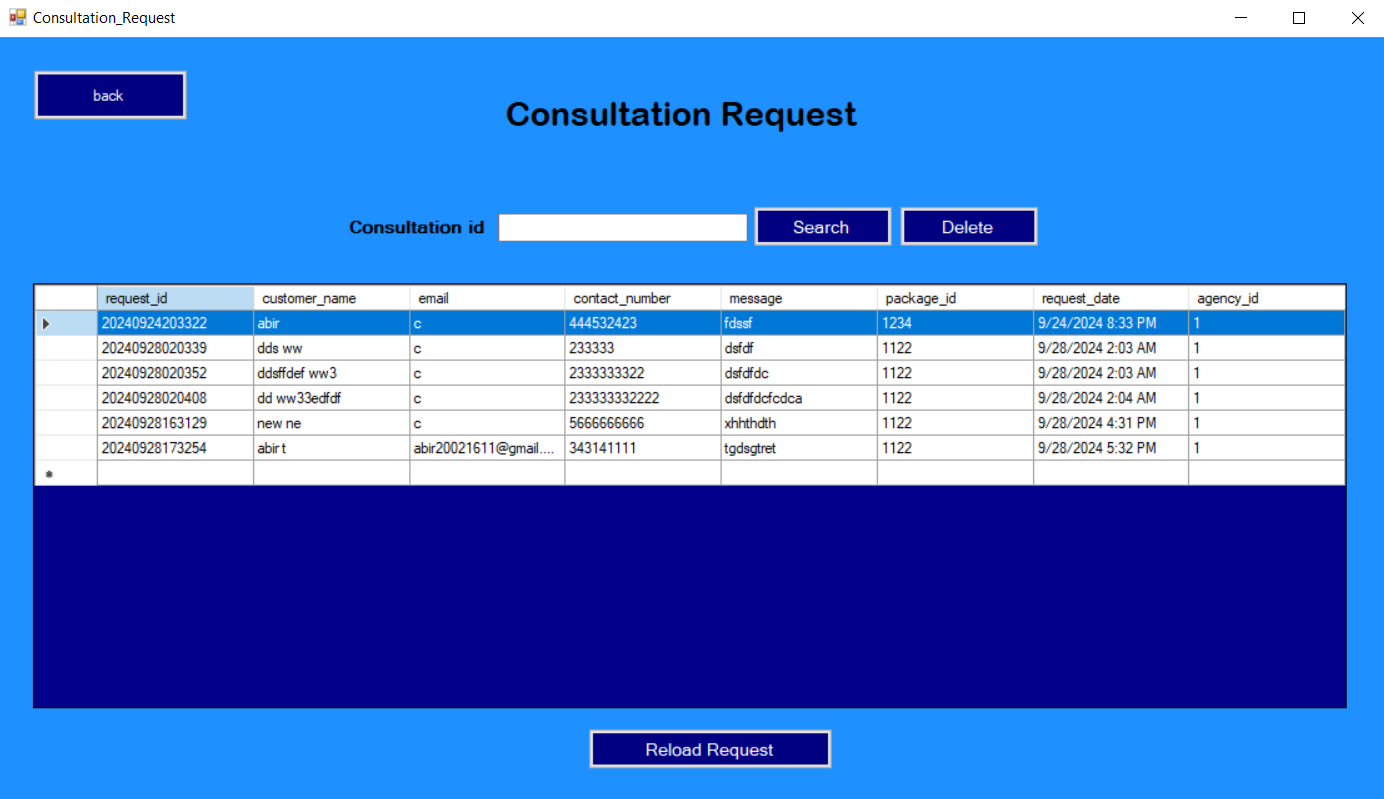 Consultation_Request
back
Consultation Request
Consultation id Search Delete
request_id customer_name email contact_number message package_id request_date agency_id
20240924203322 abir c 444532423 fdssf 1234 9/24/2024 8:33 PM 1
20240928020339 dds ww c 233333 dsfdf 1122 9/28/2024 2:03 AM 1
20240928020352 ddsffdef ww3 c 2333333322 dsfdfdc 1122 9/28/2024 2:03 AM 1
20240928020408 dd ww33edfdf c 233333332222 dsfdfdcfcdca 1122 9/28/2024 2:04 AM 1
20240928163129 new ne c 5666666666 xhhthdth 1122 9/28/2024 4:31 PM 1
20240928173254 abir t abir20021611@gmail.... 343141111 tgdsgtret 1122 9/28/2024 5:32 PM 1
Reload Request